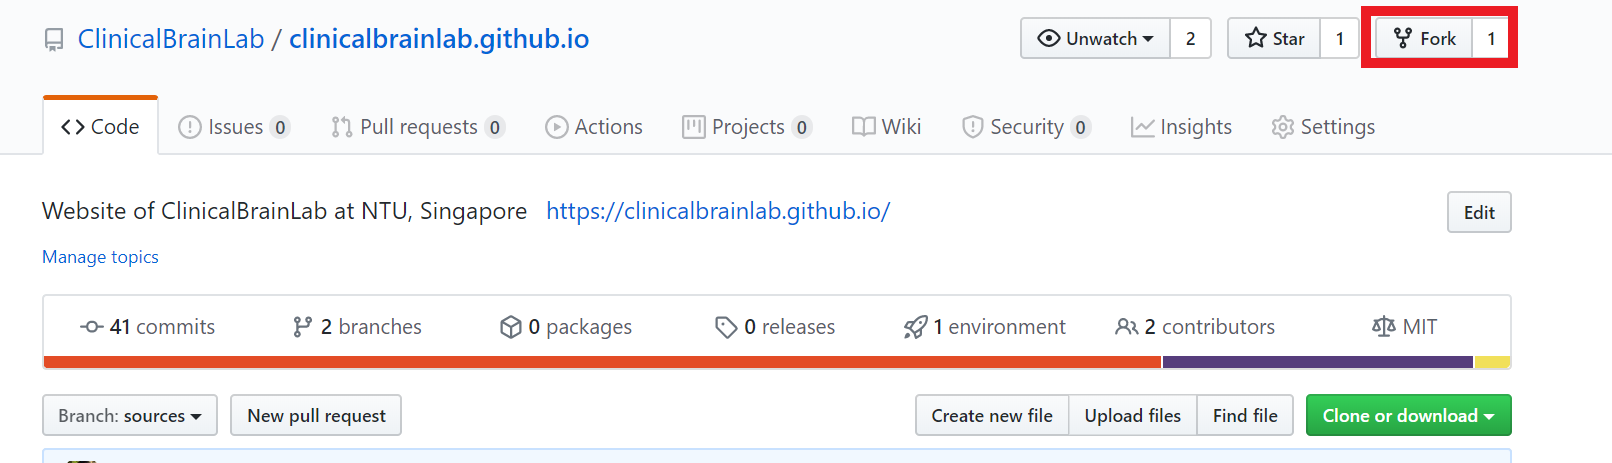 ClinicalBrainLab / clinicalbrainlab.github.io Unwatch 2 Star 1 Fork 1
Code Issues 0 Pull requests 0 Actions Projects 0 Wiki Security 0 Insights Settings
Website of ClinicalBrainLab at NTU, Singapore https://clinicalbrainlab.github.io/ Edit
Manage topics
41 commits 2 branches 0 packages 0 releases 1 environment 2 contributors MIT
Branch: sources New pull request Create new file Upload files Find file Clone or download